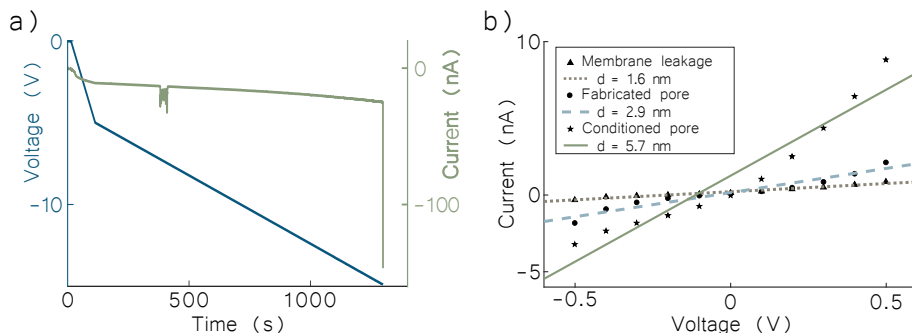 a)
0
-10
Voltage (V)
0
-100
Current (nA)
0
500
1000
Time (s)
b)
10
5
0
-5
Current (nA)
Membrane leakage
d = 1.6 nm
Fabricated pore
d = 2.9 nm
Conditioned pore
d = 5.7 nm
-0.5
0
0.5
Voltage (V)